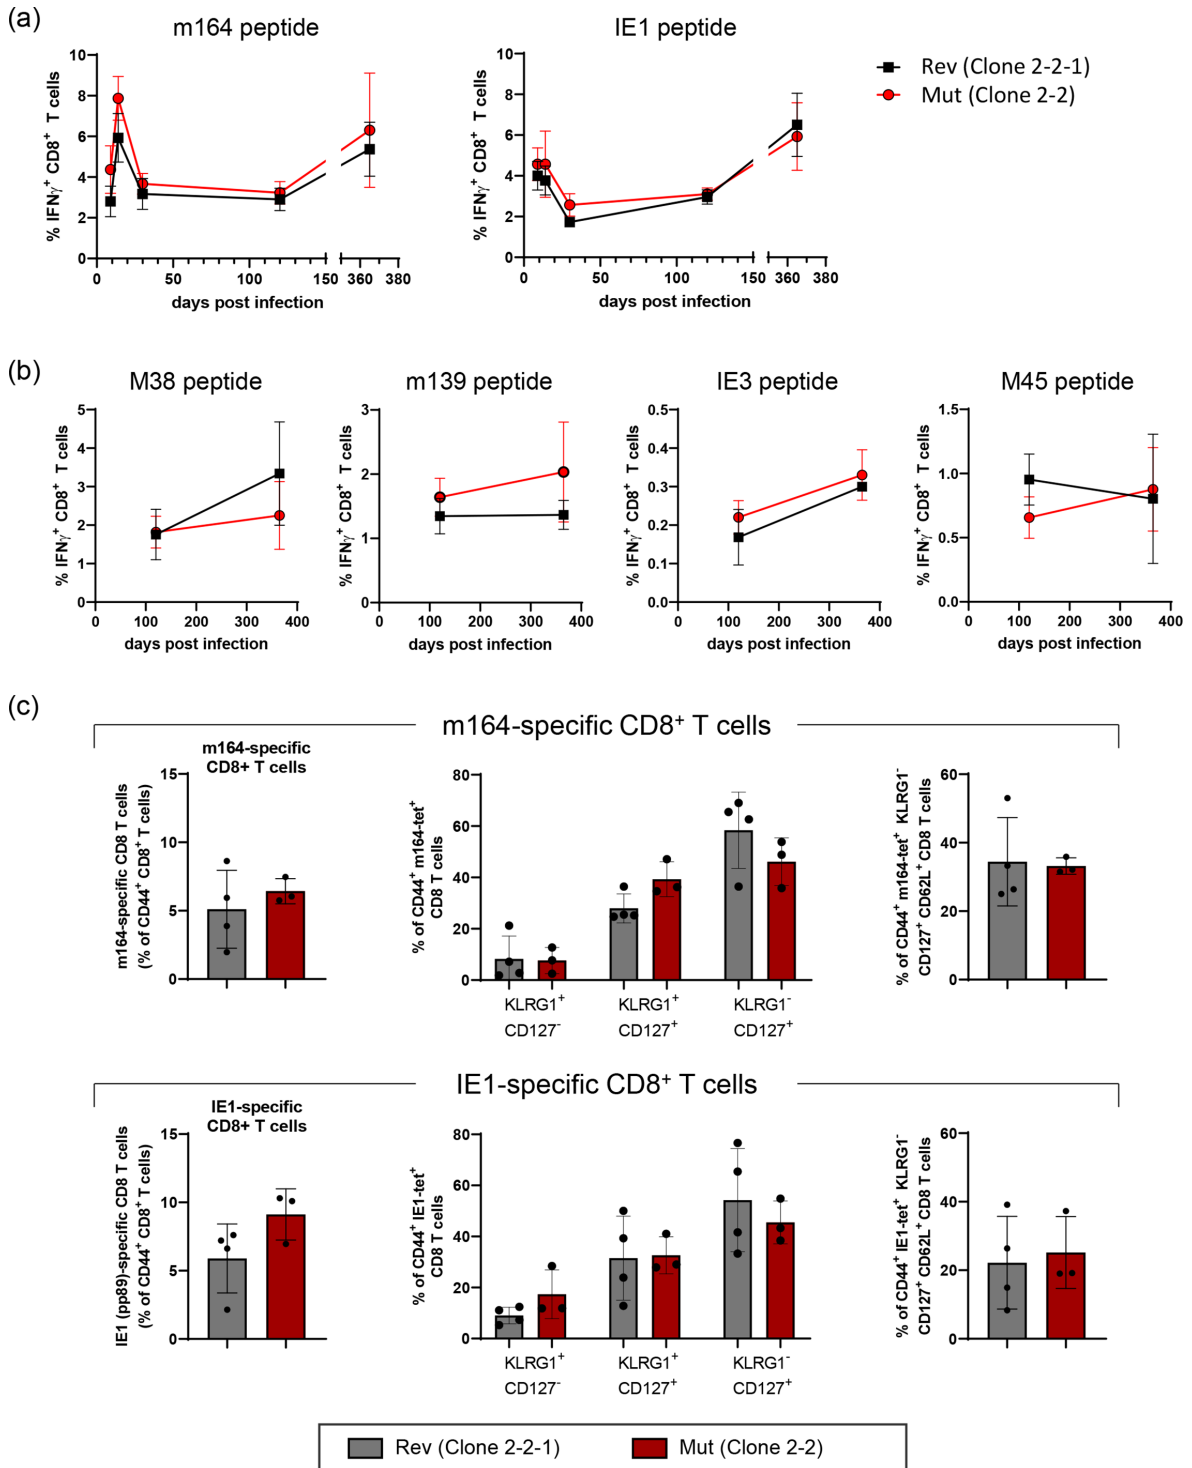 (a)
m164 peptide
IE1 peptide
Rev (Clone 2-2-1)
Mut (Clone 2-2)
% IFNγ⁺ CD8⁺ T cells
10
8
6
4
2
0
0 50 100 150 360 380
days post infection
% IFNγ⁺ CD8⁺ T cells
10
8
6
4
2
0
0 50 100 150 360 380
days post infection
(b)
M38 peptide
m139 peptide
IE3 peptide
M45 peptide
% IFNγ⁺ CD8⁺ T cells
5
4
3
2
1
0
0 100 200 300 400
days post infection
% IFNγ⁺ CD8⁺ T cells
3
2
1
0
0 100 200 300 400
days post infection
% IFNγ⁺ CD8⁺ T cells
0.5
0.4
0.3
0.2
0.1
0.0
0 100 200 300 400
days post infection
% IFNγ⁺ CD8⁺ T cells
1.5
1.0
0.5
0.0
0 100 200 300 400
days post infection
(c)
m164-specific CD8⁺ T cells
m164-specific
CD8+ T cells
m164-specific CD8 T cells
(% of CD44⁺ CD8⁺ T cells)
15
10
5
0
% of CD44⁺ m164-tet⁺
CD8 T cells
80
60
40
20
0
KLRG1⁺ KLRG1⁺ KLRG1⁻
CD127⁻ CD127⁺ CD127⁺
% of CD44⁺ m164-tet⁺ KLRG1⁻
CD127⁺ CD62L⁺ CD8 T cells
60
40
20
0
IE1-specific CD8⁺ T cells
IE1-specific
CD8+ T cells
IE1 (pp89)-specific CD8 T cells
(% of CD44⁺ CD8⁺ T cells)
15
10
5
0
% of CD44⁺ IE1-tet⁺
CD8 T cells
80
60
40
20
0
KLRG1⁺ KLRG1⁺ KLRG1⁻
CD127⁻ CD127⁺ CD127⁺
% of CD44⁺ IE1-tet⁺ KLRG1⁻
CD127⁺ CD62L⁺ CD8 T cells
60
40
20
0
Rev (Clone 2-2-1)
Mut (Clone 2-2)